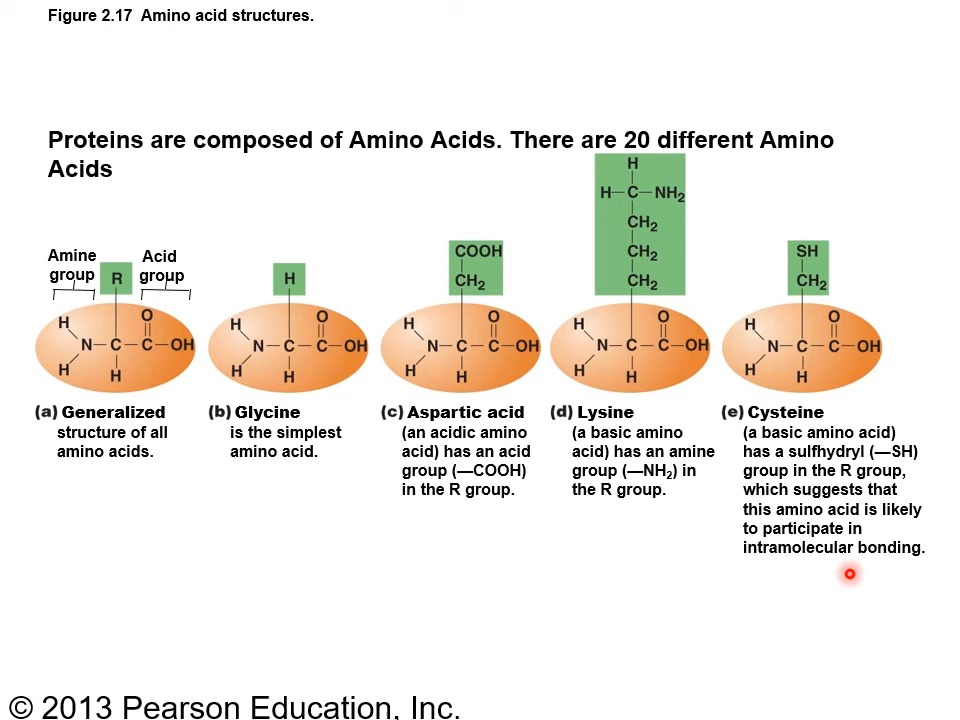 Figure 2.17 Amino acid structures.
Proteins are composed of Amino Acids. There are 20 different Amino
Acids
Amine
group
R
Acid
group
H
N
H
C
H
O
C
OH
H
H
N
H
C
H
O
C
OH
COOH
CH2
H
N
H
C
H
O
C
OH
H
H C NH2
CH2
CH2
CH2
H
N
H
C
H
O
C
OH
SH
CH2
H
N
H
C
H
O
C
OH
(a) Generalized
structure of all
amino acids.
(b) Glycine
is the simplest
amino acid.
(c) Aspartic acid
(an acidic amino
acid) has an acid
group (—COOH)
in the R group.
(d) Lysine
(a basic amino
acid) has an amine
group (—NH2) in
the R group.
(e) Cysteine
(a basic amino acid)
has a sulfhydryl (—SH)
group in the R group,
which suggests that
this amino acid is likely
to participate in
intramolecular bonding.
© 2013 Pearson Education, Inc.